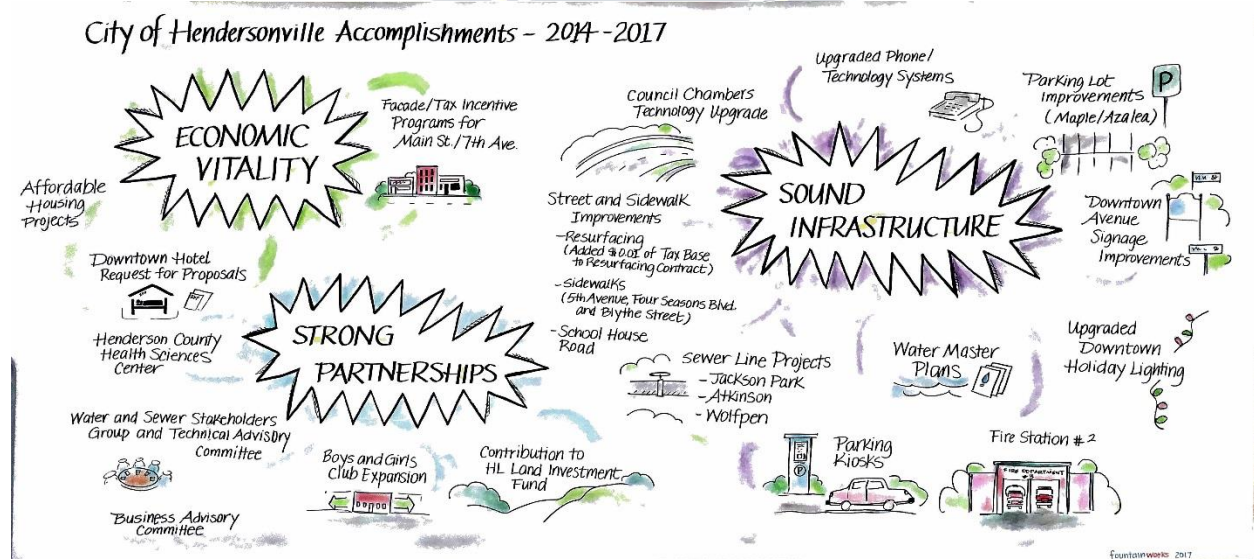 City of Hendersonville Accomplishments - 2014-2017
ECONOMIC
VITALITY
Facade/Tax Incentive
Programs for
Main St./7th Ave.
Affordable
Housing
Projects
Downtown Hotel
Request for Proposals
STRONG
PARTNERSHIPS
Henderson County
Health Sciences
Center
Water and Sewer Stakeholders
Group and Technical Advisory
Committee
Business Advisory
Committee
Boys and Girls
Club Expansion
Contribution to
HL Land Investment
Fund
SOUND
INFRASTRUCTURE
Council Chambers
Technology Upgrade
Upgraded Phone/
Technology Systems
Parking Lot
Improvements
(Maple/Azalea)
P
Downtown
Avenue
Signage
Improvements
Street and Sidewalk
Improvements
-Resurfacing
(Added $0.01 of Tax Base
to Resurfacing Contract)
-Sidewalks
(5th Avenue, Four Seasons Blvd.
and Blythe Street)
-School House
Road
Sewer Line Projects
-Jackson Park
-Atkinson
-Wolfpen
Water Master
Plans
Upgraded
Downtown
Holiday Lighting
Parking
Kiosks
P
Fire Station #2
FIRE DEPARTMENT
fountainworks 2017